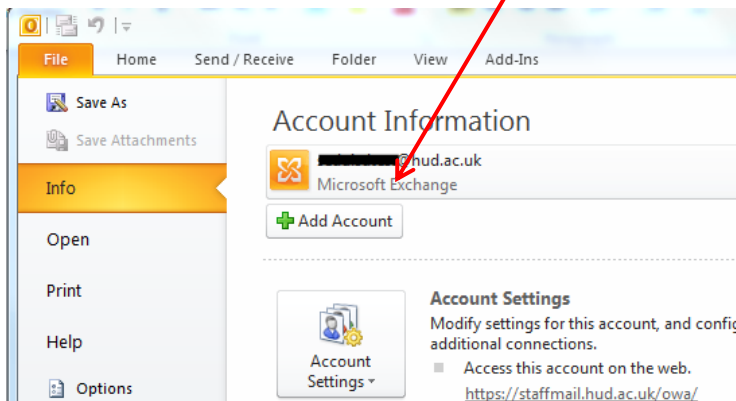 File Home Send / Receive Folder View Add-Ins
Save As
Save Attachments
Info
Open
Print
Help
Options
Account Information
@hud.ac.uk
Microsoft Exchange
Add Account
Account Settings
Account Settings
Modify settings for this account, and config
additional connections.
Access this account on the web.
https://staffmail.hud.ac.uk/owa/